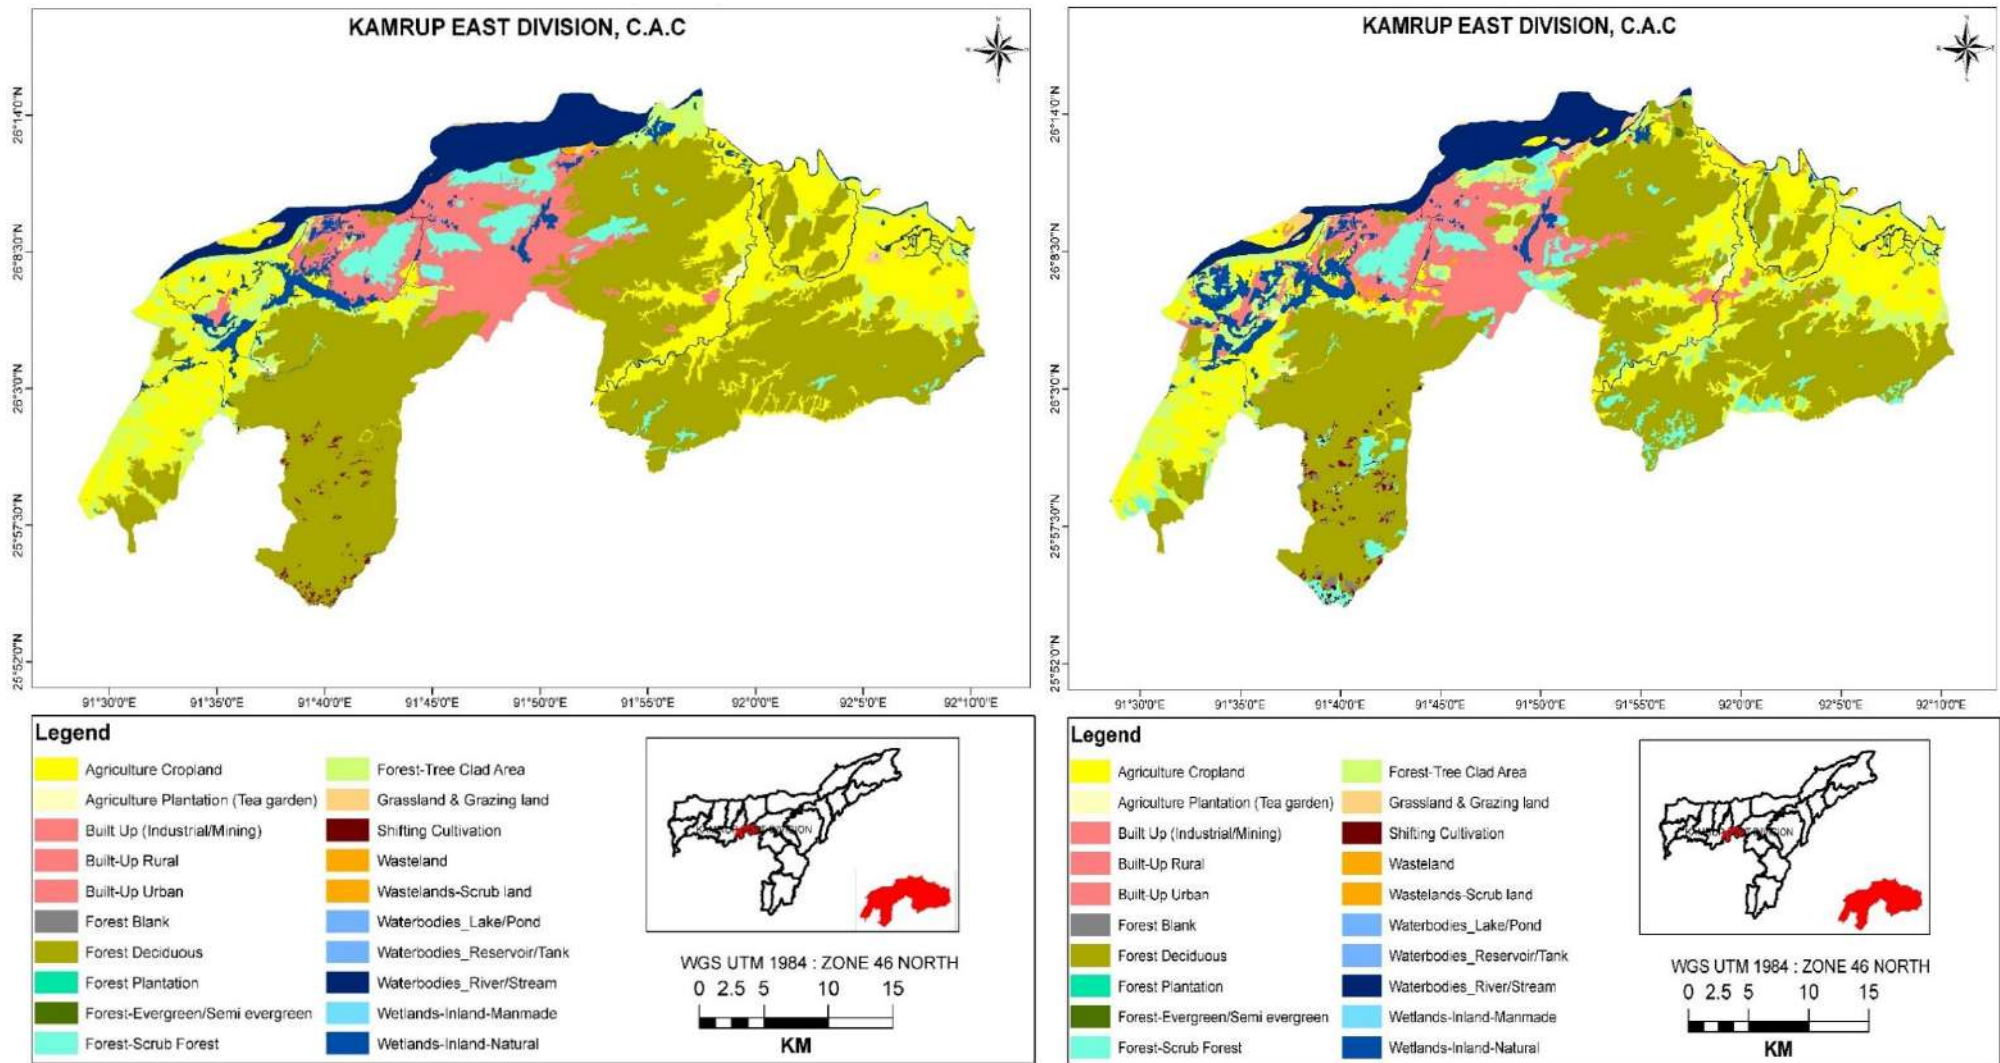 KAMRUP EAST DIVISION, C.A.C
N
26°14'0"N
26°8'30"N
26°3'0"N
25°57'30"N
25°52'0"N
91°30'0"E 91°35'0"E 91°40'0"E 91°45'0"E 91°50'0"E 91°55'0"E 92°0'0"E 92°5'0"E 92°10'0"E
Legend
Agriculture Cropland
Agriculture Plantation (Tea garden)
Built Up (Industrial/Mining)
Built-Up Rural
Built-Up Urban
Forest Blank
Forest Deciduous
Forest Plantation
Forest-Evergreen/Semi evergreen
Forest-Scrub Forest
Forest-Tree Clad Area
Grassland & Grazing land
Shifting Cultivation
Wasteland
Wastelands-Scrub land
Waterbodies_Lake/Pond
Waterbodies_Reservoir/Tank
Waterbodies_River/Stream
Wetlands-Inland-Manmade
Wetlands-Inland-Natural
KAMRUP EAST DIVISION
WGS UTM 1984 : ZONE 46 NORTH
0 2.5 5 10 15
KM
KAMRUP EAST DIVISION, C.A.C
N
26°14'0"N
26°8'30"N
26°3'0"N
25°57'30"N
25°52'0"N
91°30'0"E 91°35'0"E 91°40'0"E 91°45'0"E 91°50'0"E 91°55'0"E 92°0'0"E 92°5'0"E 92°10'0"E
Legend
Agriculture Cropland
Agriculture Plantation (Tea garden)
Built Up (Industrial/Mining)
Built-Up Rural
Built-Up Urban
Forest Blank
Forest Deciduous
Forest Plantation
Forest-Evergreen/Semi evergreen
Forest-Scrub Forest
Forest-Tree Clad Area
Grassland & Grazing land
Shifting Cultivation
Wasteland
Wastelands-Scrub land
Waterbodies_Lake/Pond
Waterbodies_Reservoir/Tank
Waterbodies_River/Stream
Wetlands-Inland-Manmade
Wetlands-Inland-Natural
KAMRUP EAST DIVISION
WGS UTM 1984 : ZONE 46 NORTH
0 2.5 5 10 15
KM